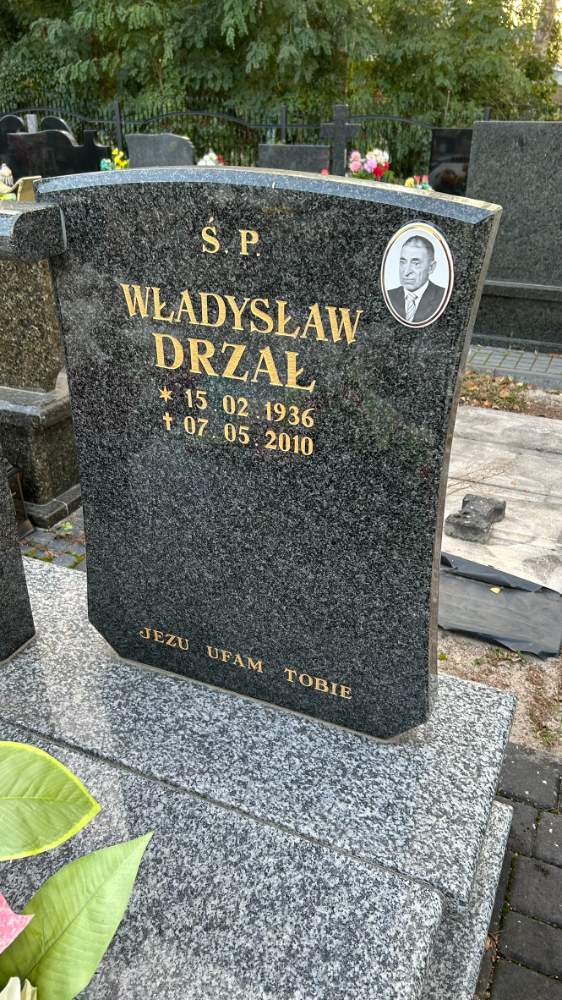 Ś. P.
WŁADYSŁAW
DRZAŁ
* 15.02.1936
† 07.05.2010
JEZU UFAM TOBIE